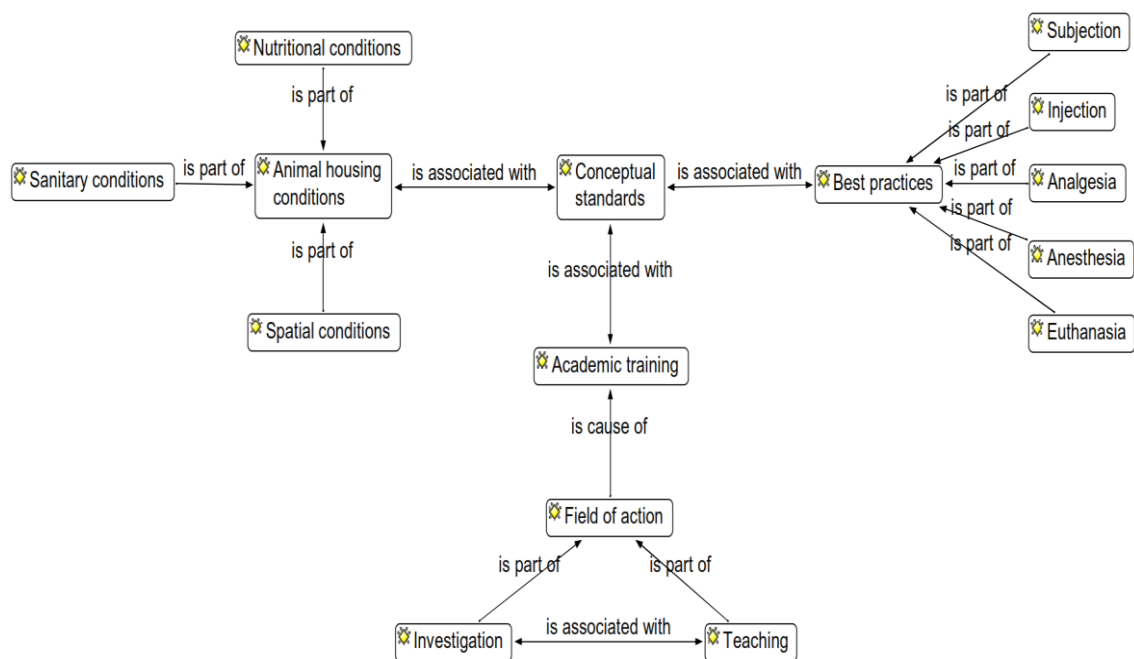 Subjection
Nutritional conditions
is part of
is part of
Injection
is part of
Sanitary conditions
is part of
Animal housing
conditions
is associated with
Conceptual
standards
is associated with
Best practices
is part of
Analgesia
is part of
is part of
is part of
Anesthesia
is associated with
Spatial conditions
Euthanasia
Academic training
is cause of
Field of action
is part of
is part of
is associated with
Investigation
Teaching